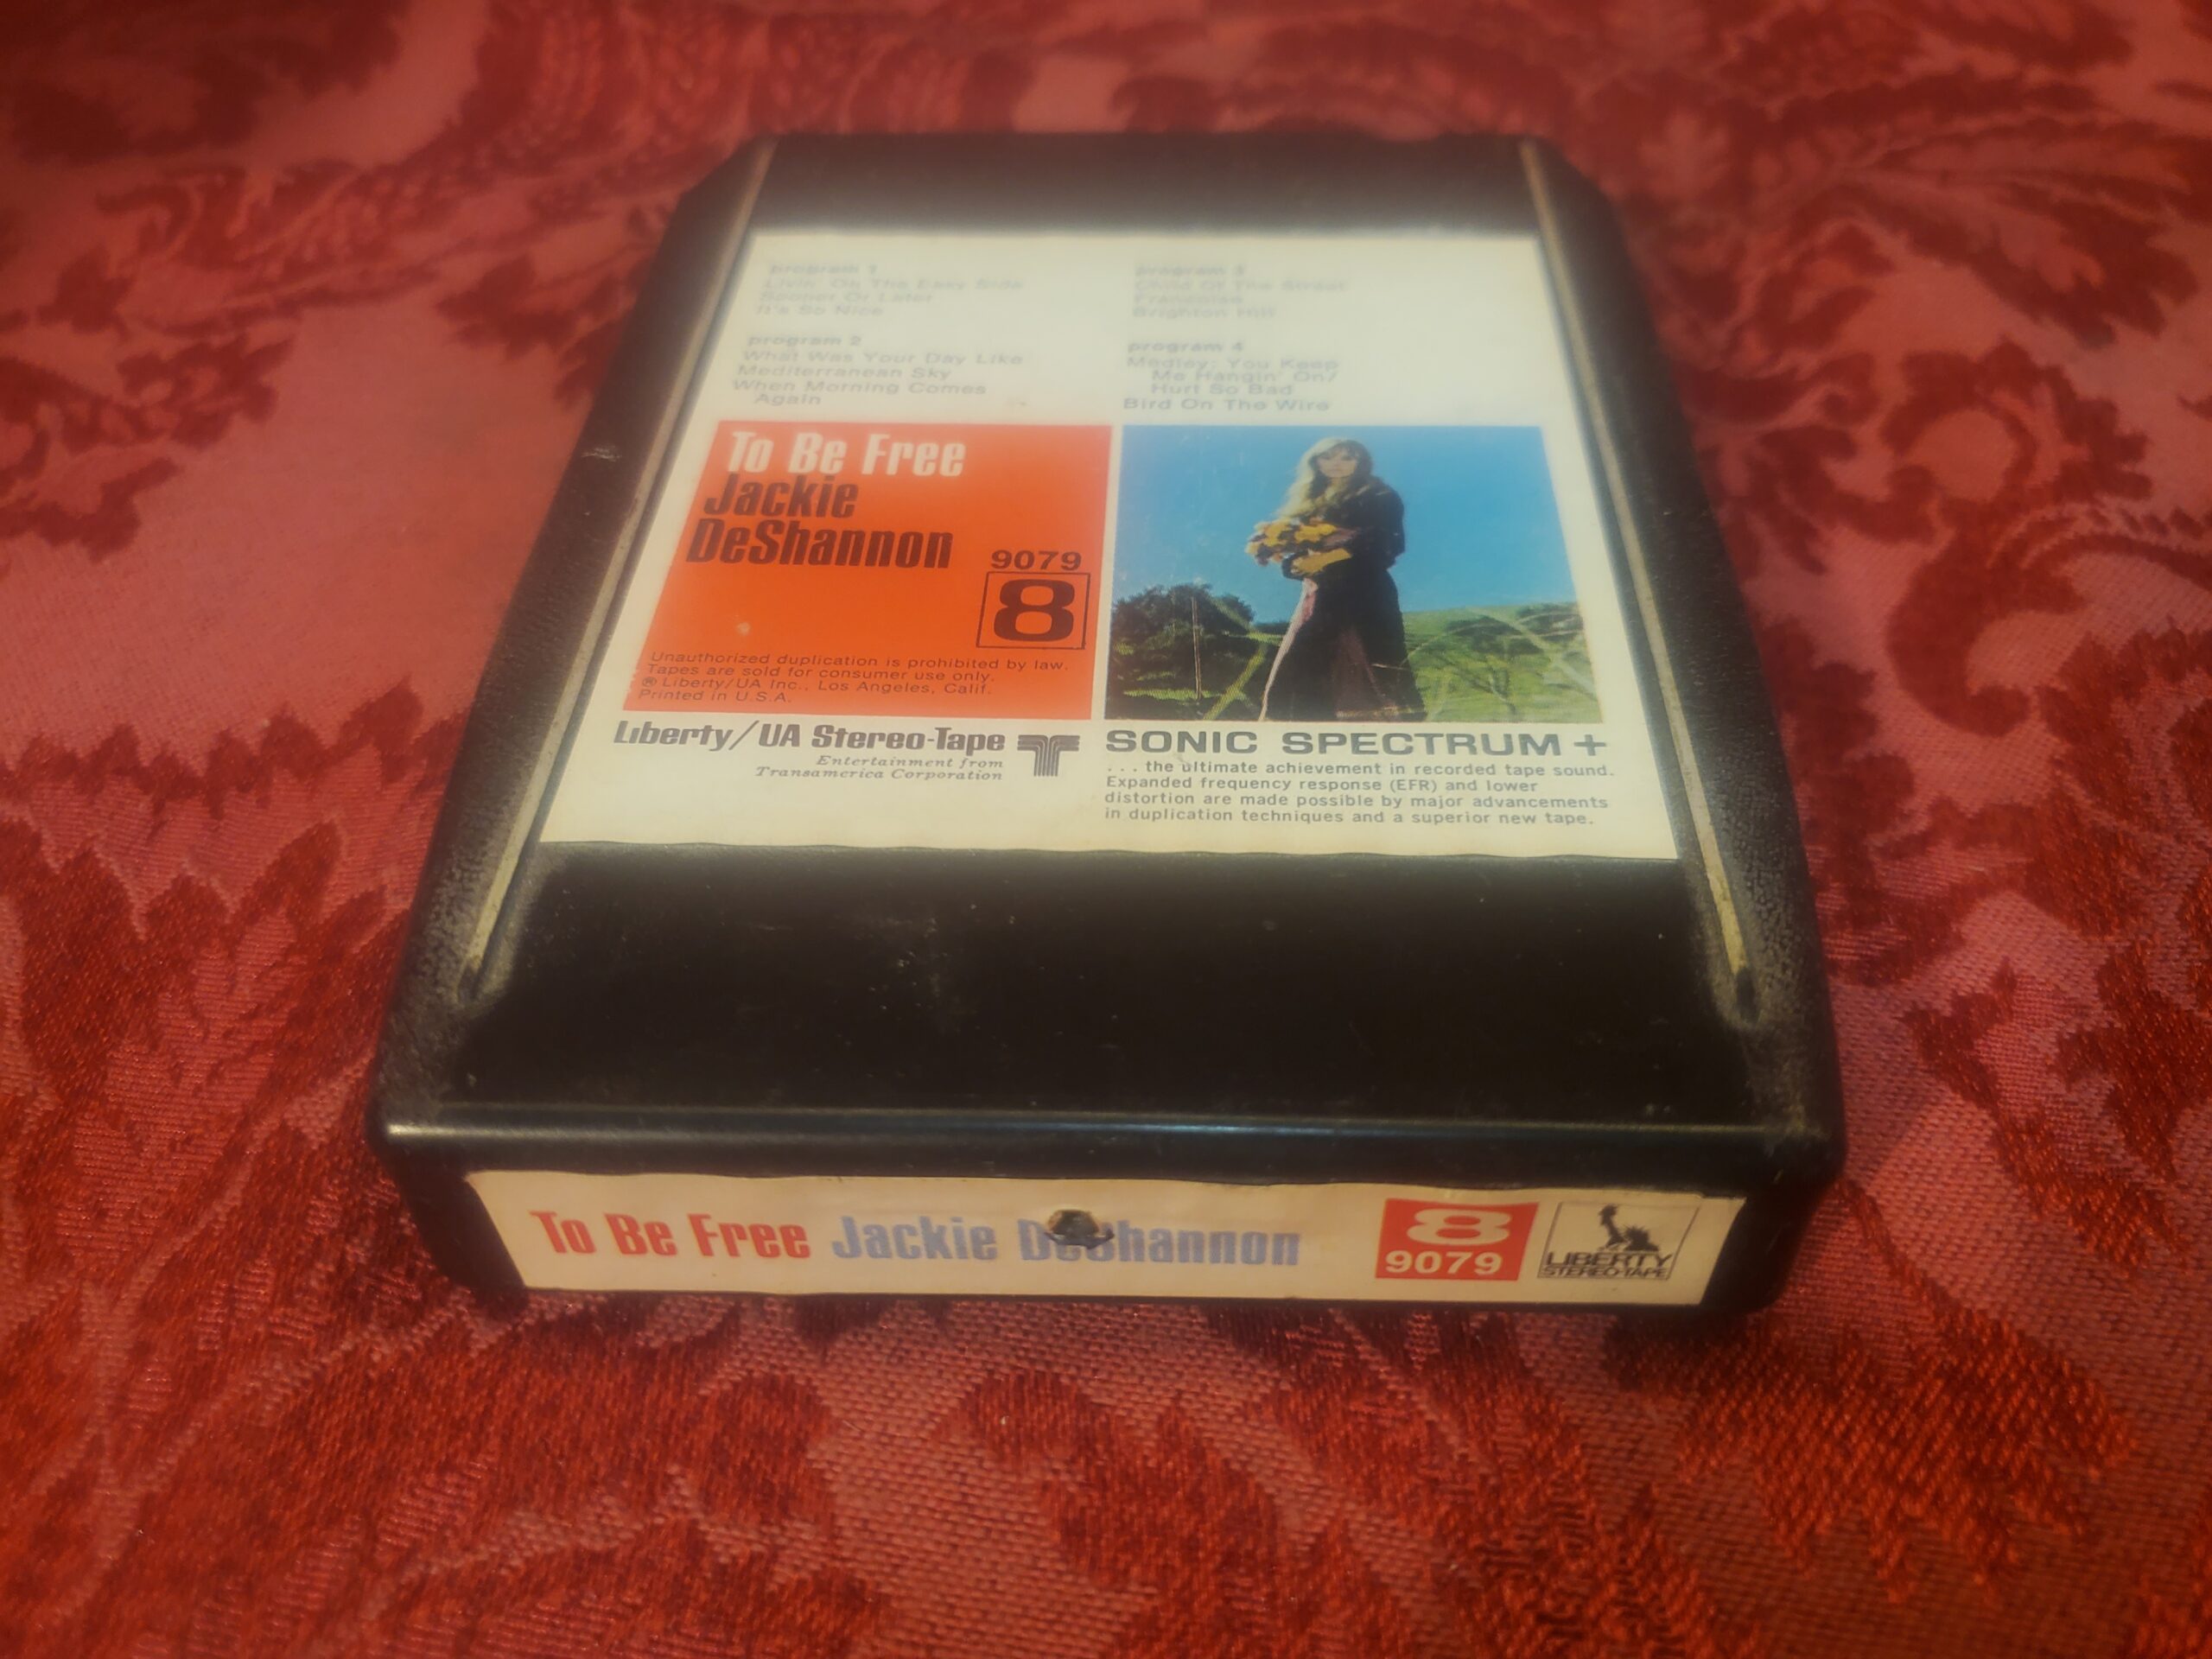 program 1
Livin' On The Easy Side
Sooner Or Later
It's So Nice
program 2
What Was Your Day Like
Mediterranean Sky
When Morning Comes
Again
program 3
Child Of The Street
Francoise
Brighton Hill
program 4
Medley: You Keep
Me Hangin' On/
Hurt So Bad
Bird On The Wire
To Be Free
Jackie
DeShannon
9079
8
Unauthorized duplication is prohibited by law.
Tapes are sold for consumer use only.
℗ Liberty/UA Inc., Los Angeles, Calif.
Printed in U.S.A.
Liberty/UA Stereo-Tape
Entertainment from
Transamerica Corporation
SONIC SPECTRUM +
...the ultimate achievement in recorded tape sound.
Expanded frequency response (EFR) and lower
distortion are made possible by major advancements
in duplication techniques and a superior new tape.
To Be Free Jackie DeShannon
8
9079
LIBERTY
STEREO-TAPE